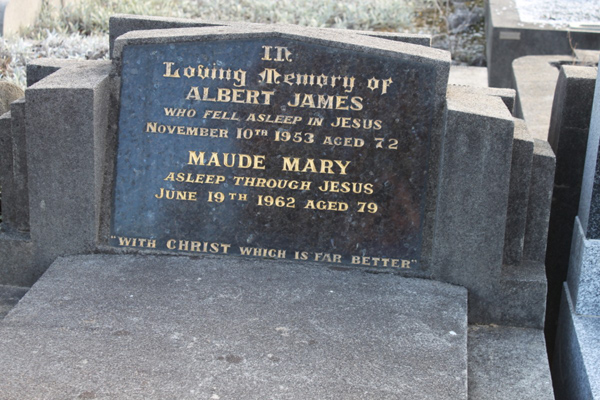 In
Loving Memory of
ALBERT JAMES
WHO FELL ASLEEP IN JESUS
NOVEMBER 10TH 1953 AGED 72
MAUDE MARY
ASLEEP THROUGH JESUS
JUNE 19TH 1962 AGED 79
"WITH CHRIST WHICH IS FAR BETTER"